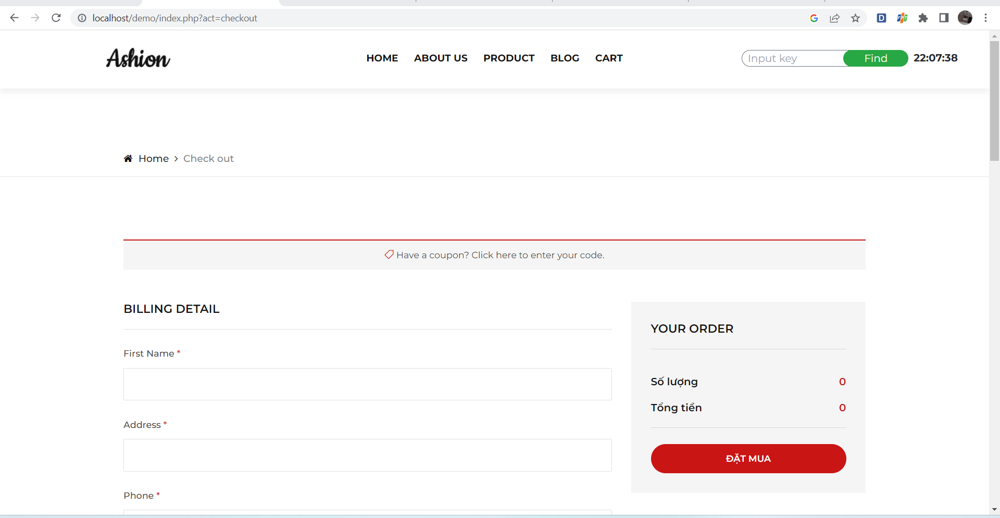 localhost/demo/index.php?act=checkout
Ashion
HOME ABOUT US PRODUCT BLOG CART
Input key Find 22:07:38
Home > Check out
Have a coupon? Click here to enter your code.
BILLING DETAIL
First Name *
Address *
Phone *
YOUR ORDER
Số lượng 0
Tổng tiền 0
ĐẶT MUA